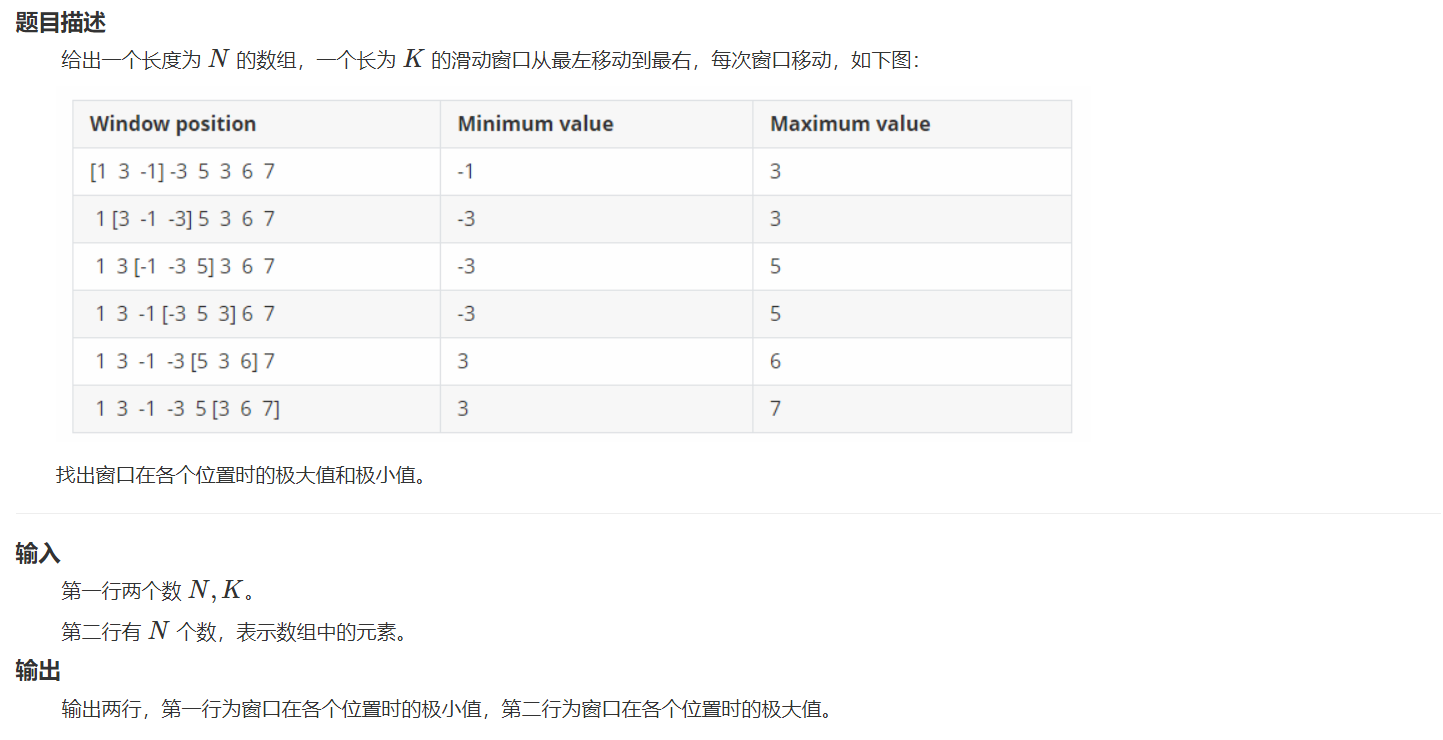 题目描述
给出一个长度为 N 的数组，一个长为 K 的滑动窗口从最左移动到最右，每次窗口移动，如下图：
Window position Minimum value Maximum value
[1 3 -1] -3 5 3 6 7 -1 3
1 [3 -1 -3] 5 3 6 7 -3 3
1 3 [-1 -3 5] 3 6 7 -3 5
1 3 -1 [-3 5 3] 6 7 -3 5
1 3 -1 -3 [5 3 6] 7 3 6
1 3 -1 -3 5 [3 6 7] 3 7
找出窗口在各个位置时的极大值和极小值。
输入
第一行两个数 N, K。
第二行有 N 个数，表示数组中的元素。
输出
输出两行，第一行为窗口在各个位置时的极小值，第二行为窗口在各个位置时的极大值。